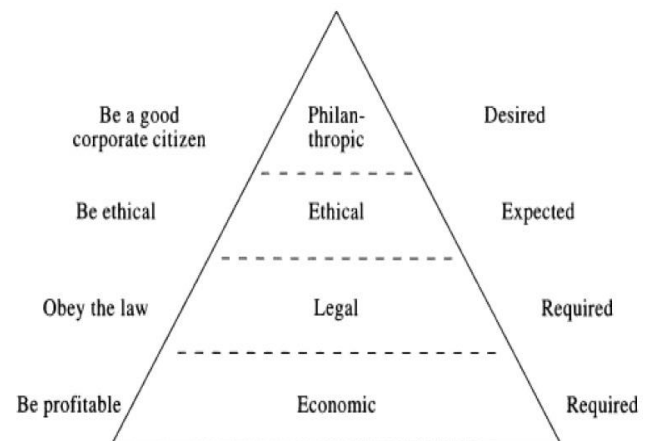 Be a good
corporate citizen
Philan-
thropic
Desired
Be ethical
Ethical
Expected
Obey the law
Legal
Required
Be profitable
Economic
Required